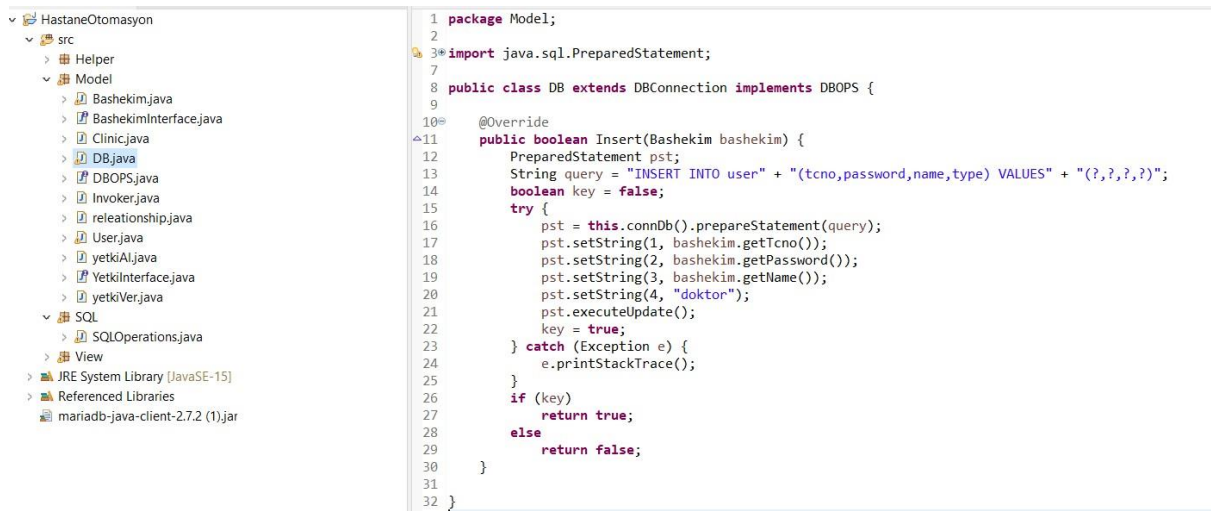 HastaneOtomasyon
src
Helper
Model
Bashekim.java
BashekimInterface.java
Clinic.java
DB.java
DBOPS.java
Invoker.java
releationship.java
User.java
yetkiAl.java
YetkiInterface.java
yetkiVer.java
SQL
SQLOperations.java
View
JRE System Library [JavaSE-15]
Referenced Libraries
mariadb-java-client-2.7.2 (1).jar
1 package Model;
2
3 import java.sql.PreparedStatement;
7
8 public class DB extends DBConnection implements DBOPS {
9
10 @Override
11 public boolean Insert(Bashekim bashekim) {
12 PreparedStatement pst;
13 String query = "INSERT INTO user" + "(tcno,password,name,type) VALUES" + "(?,?,?,?)";
14 boolean key = false;
15 try {
16 pst = this.connDb().prepareStatement(query);
17 pst.setString(1, bashekim.getTcno());
18 pst.setString(2, bashekim.getPassword());
19 pst.setString(3, bashekim.getName());
20 pst.setString(4, "doktor");
21 pst.executeUpdate();
22 key = true;
23 } catch (Exception e) {
24 e.printStackTrace();
25 }
26 if (key)
27 return true;
28 else
29 return false;
30 }
31
32 }